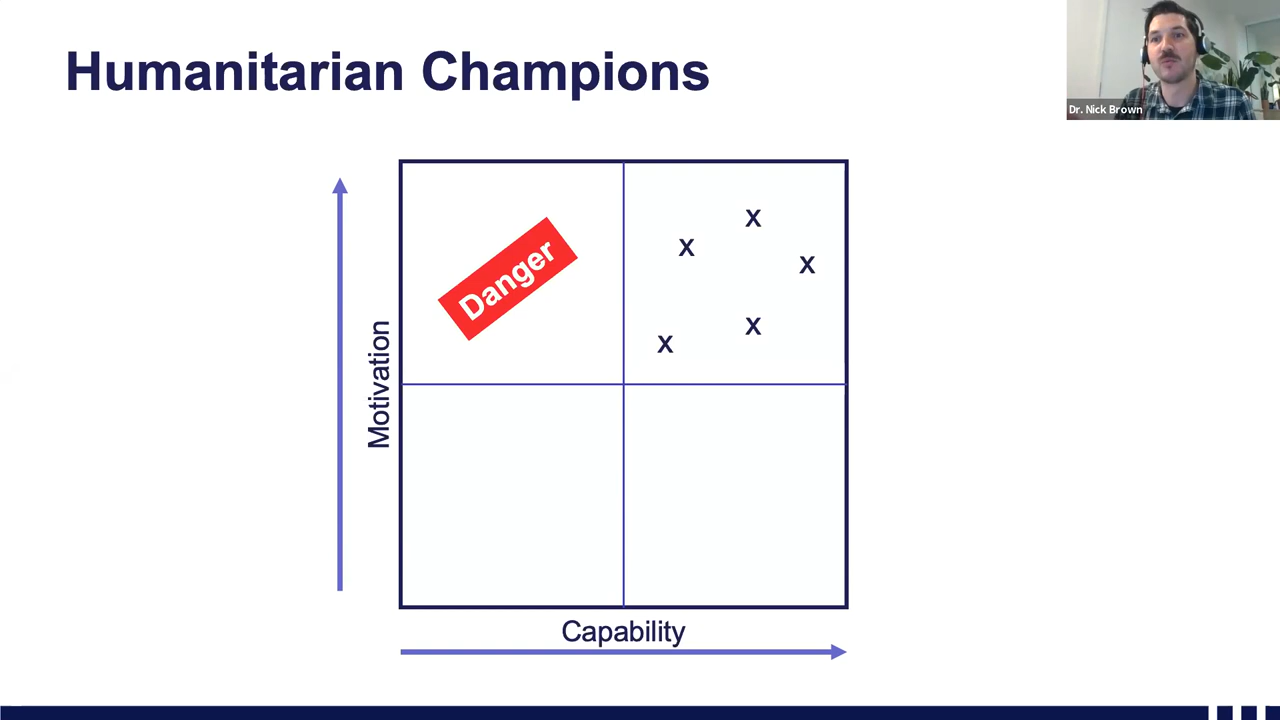 Humanitarian Champions
Dr. Nick Brown
Danger
x
x
x
x
x
Motivation
Capability